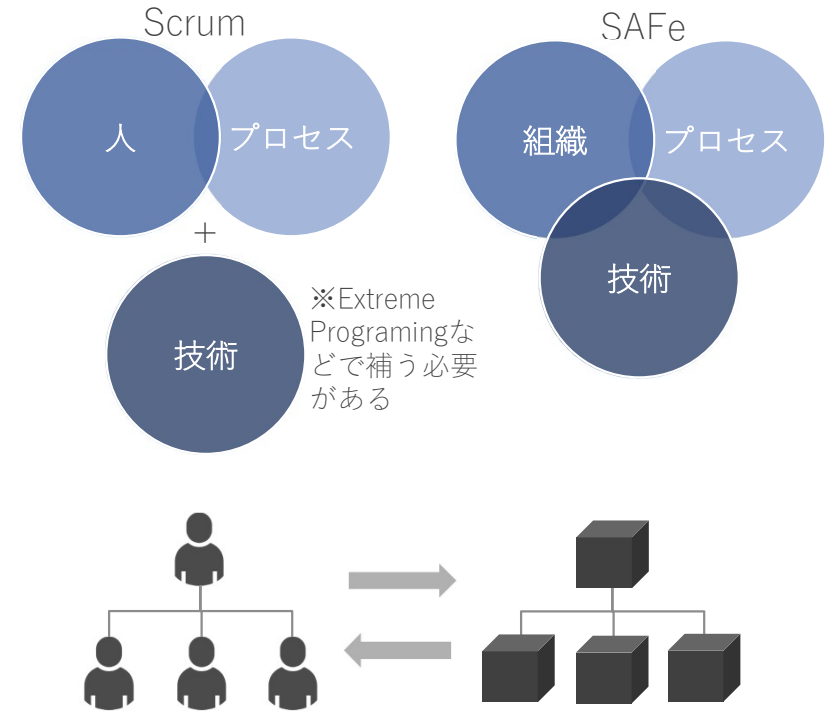 Scrum
人
プロセス
+
技術
※Extreme
Programingな
どで補う必要
がある
SAFe
組織
プロセス
技術